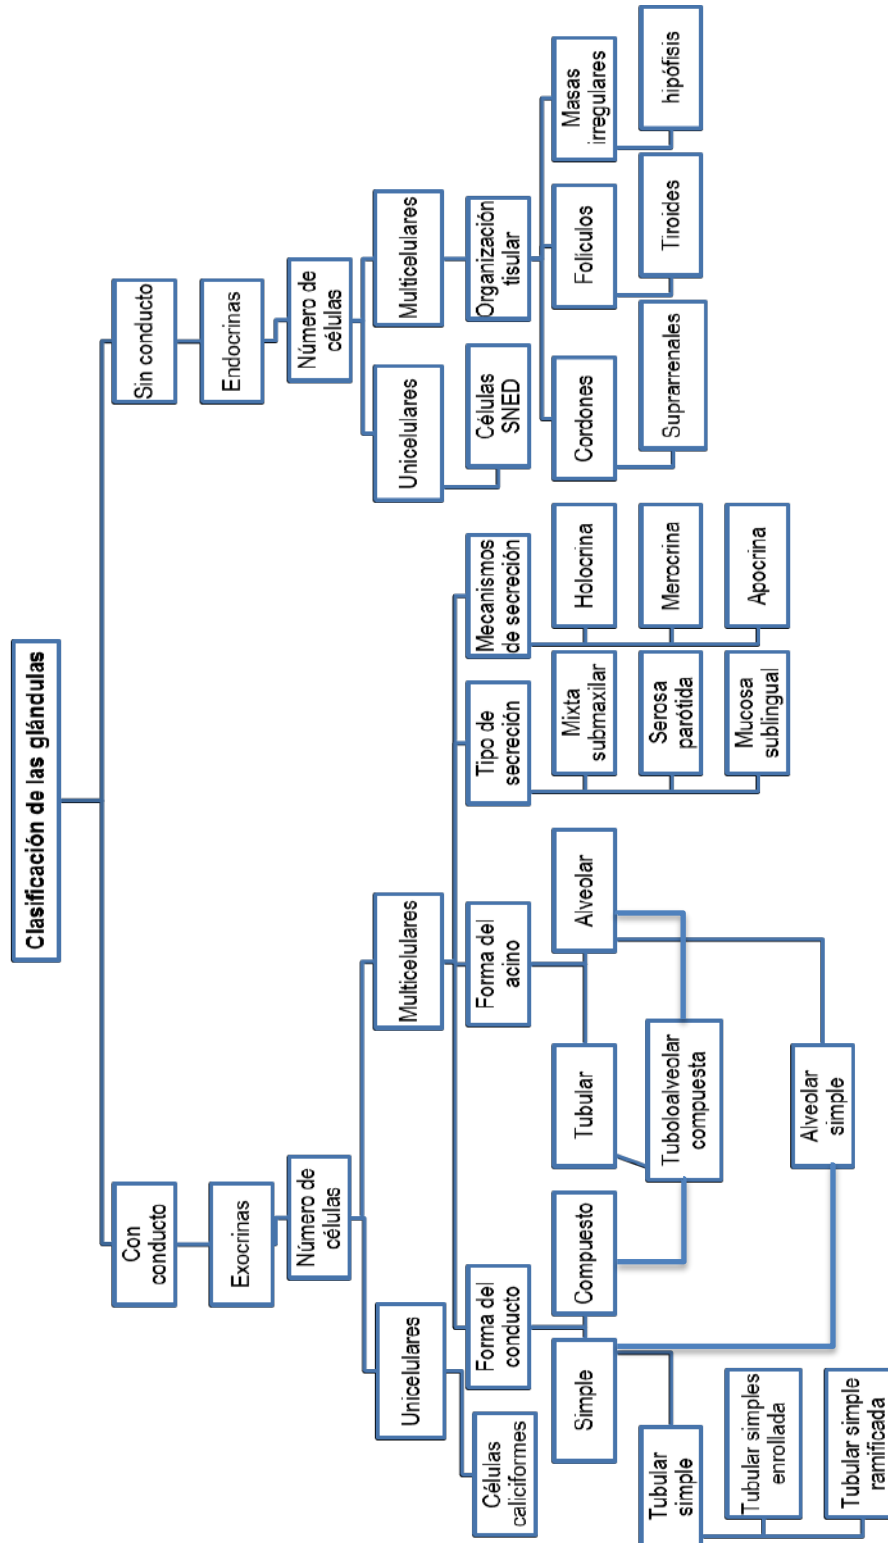 Clasificación de las glándulas
Con
conducto
Sin conducto
Exocrinas
Endocrinas
Número de
células
Número de
células
Unicelulares
Multicelulares
Unicelulares
Multicelulares
Células
caliciformes
Forma del
conducto
Forma del
acino
Tipo de
secreción
Mecanismos
de secreción
Células
SNED
Organización
tisular
Simple
Compuesto
Tubular
Alveolar
Mixta
submaxilar
Holocrina
Cordones
Folículos
Masas
irregulares
Tubular
simple
Tuboloalveolar
compuesta
Serosa
parótida
Merocrina
Suprarrenales
Tiroides
hipófisis
Tubular simples
enrollada
Alveolar
simple
Mucosa
sublingual
Apocrina
Tubular simple
ramificada